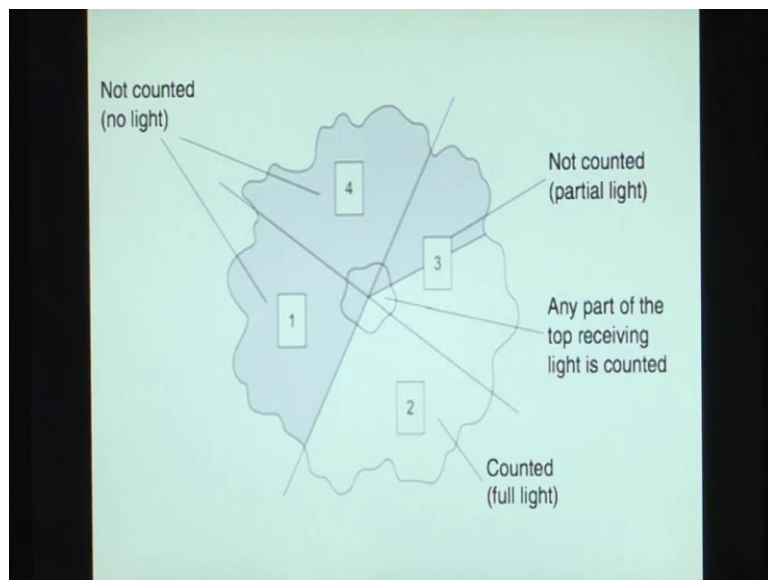 Not counted
(no light)
4
Not counted
(partial light)
3
1
Any part of the
top receiving
light is counted
2
Counted
(full light)